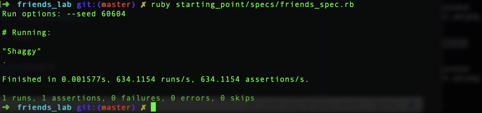 → friends_lab git:(master) ✗ ruby starting_point/specs/friends_spec.rb
Run options: --seed 60604

# Running:

"Shaggy"
.

Finished in 0.001577s, 634.1154 runs/s, 634.1154 assertions/s.

1 runs, 1 assertions, 0 failures, 0 errors, 0 skips
→ friends_lab git:(master) ✗